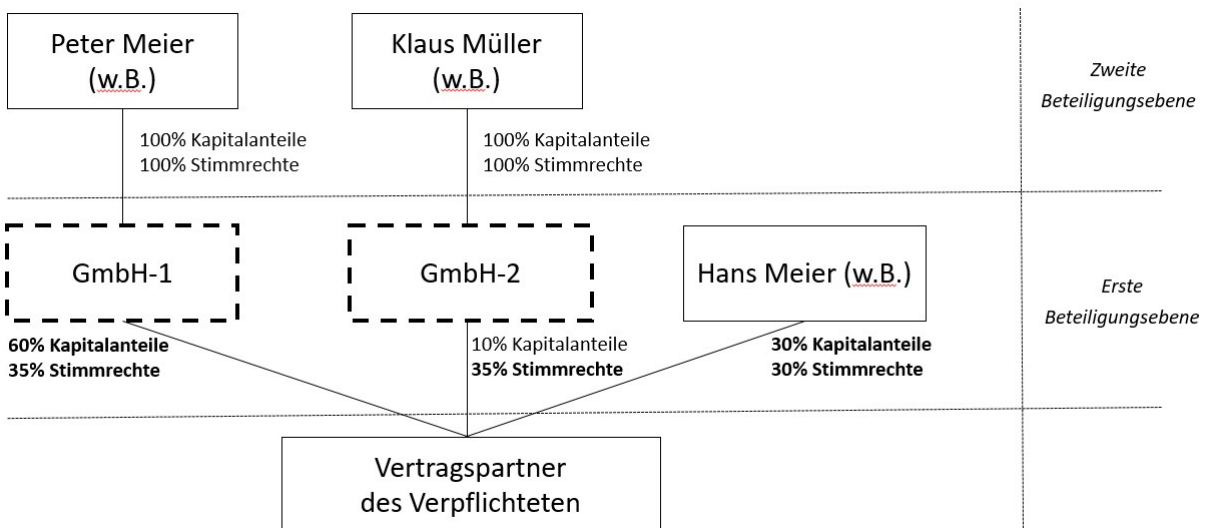 Peter Meier
(w.B.)
Klaus Müller
(w.B.)
Zweite
Beteiligungsebene
100% Kapitalanteile
100% Stimmrechte
100% Kapitalanteile
100% Stimmrechte
GmbH-1
GmbH-2
Hans Meier (w.B.)
Erste
Beteiligungsebene
60% Kapitalanteile
35% Stimmrechte
10% Kapitalanteile
35% Stimmrechte
30% Kapitalanteile
30% Stimmrechte
Vertragspartner
des Verpflichteten